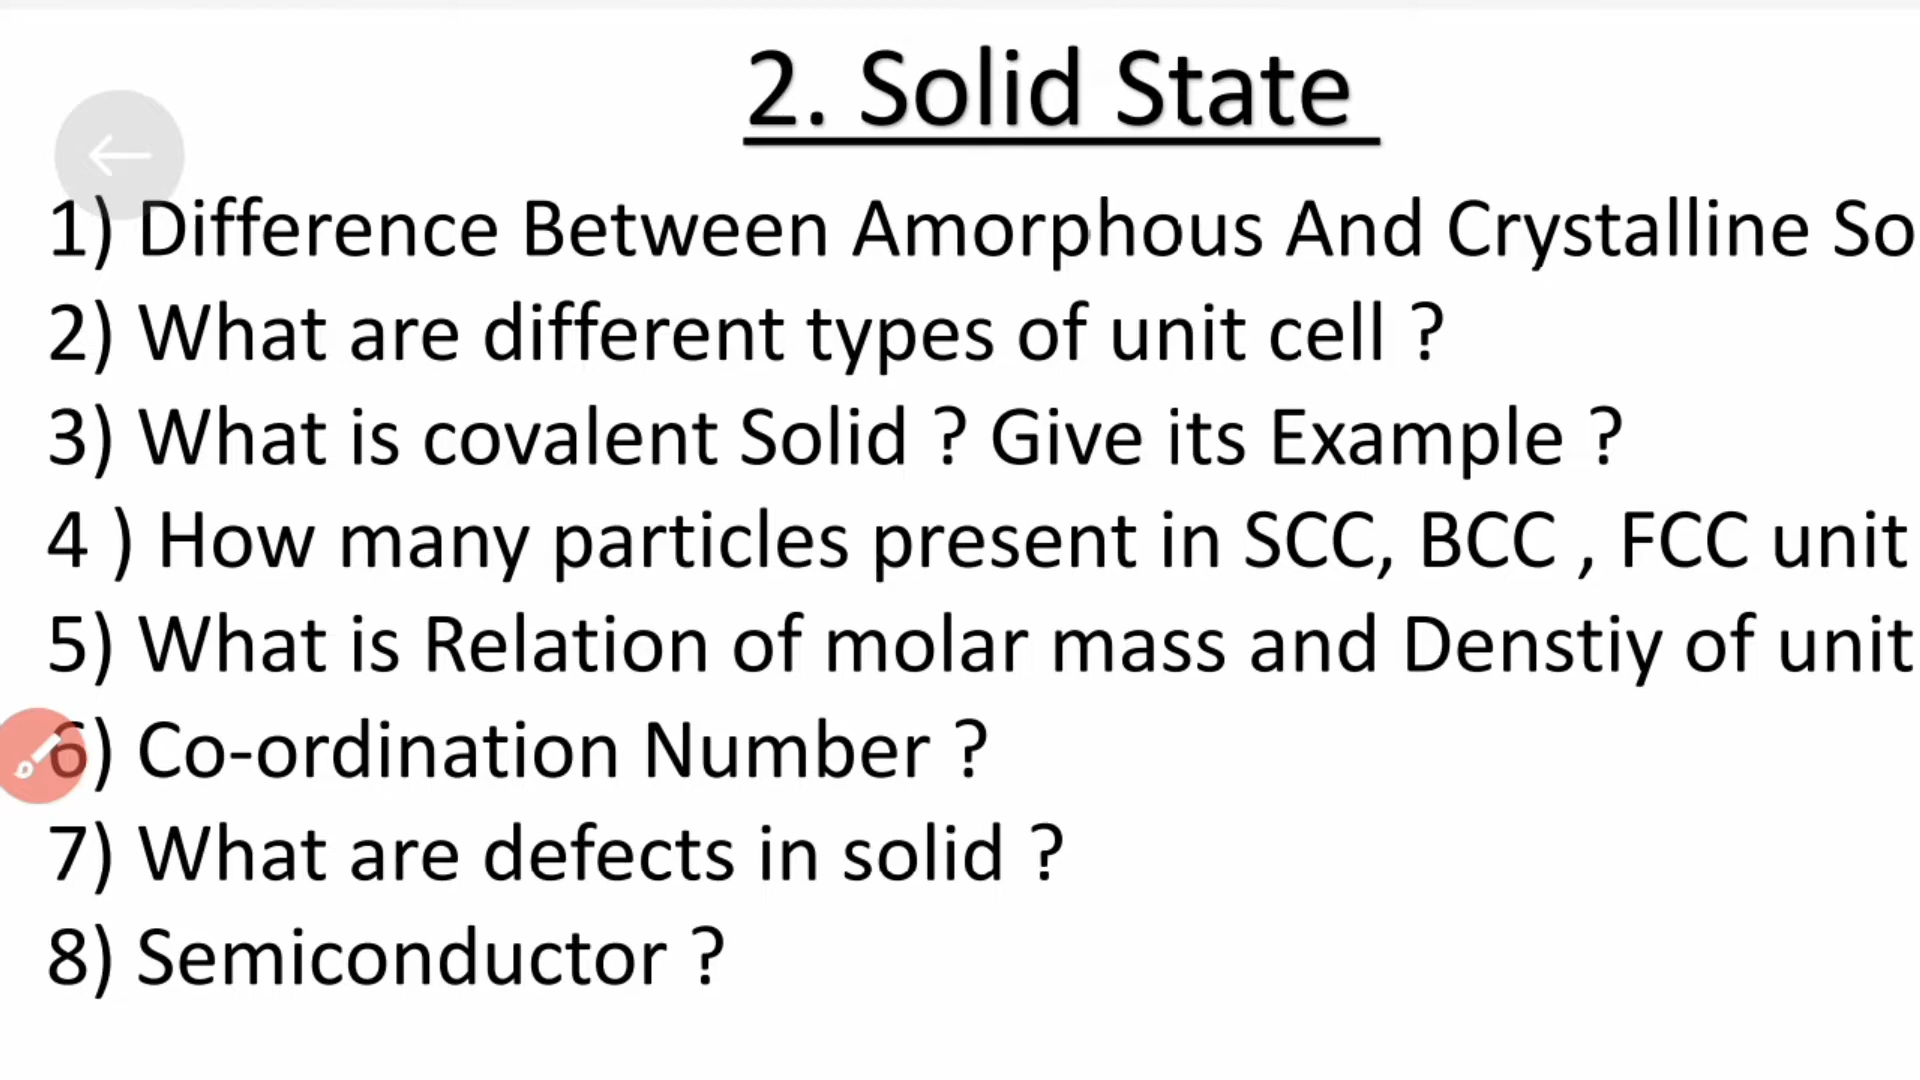 2. Solid State
1) Difference Between Amorphous And Crystalline So
2) What are different types of unit cell ?
3) What is covalent Solid ? Give its Example ?
4 ) How many particles present in SCC, BCC , FCC unit
5) What is Relation of molar mass and Denstiy of unit
6) Co-ordination Number ?
7) What are defects in solid ?
8) Semiconductor ?